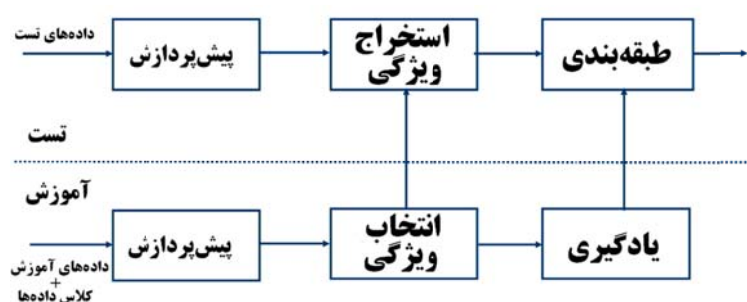 داده‌های تست
پیش‌پردازش
استخراج
ویژگی
طبقه‌بندی
تست
آموزش
داده‌های آموزش
+
کلاس داده‌ها
پیش‌پردازش
انتخاب
ویژگی
یادگیری